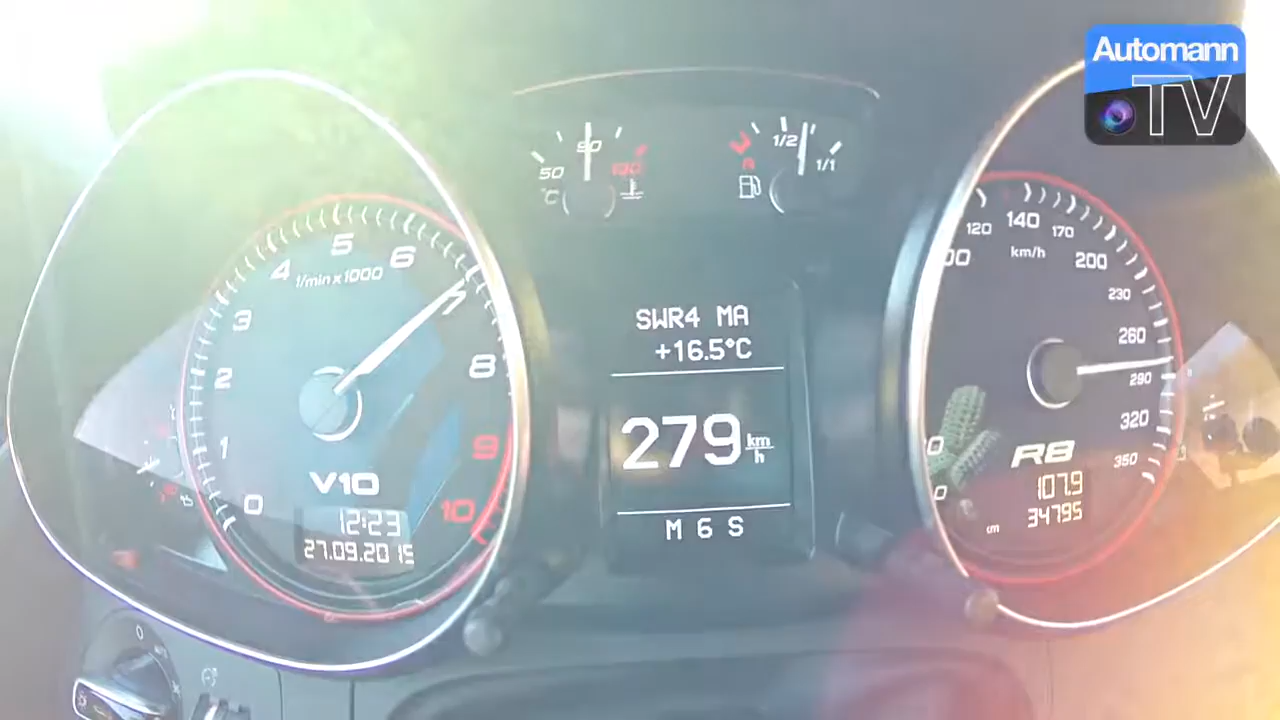 Automann
TV
50
90
130
°C
1/2
R
1/1
0
1
2
3
4
5
6
7
8
9
10
1/min x 1000
V10
12:23
27.09.2015
SWR4 MA
+16.5°C
279 km/h
M 6 S
120
140
170
200
230
260
290
320
350
km/h
R8
107.9
34795